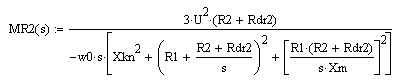 MR2(s) := 3·U²·(R2 + Rdr2) / -w0·s·[Xkn² + (R1 + (R2 + Rdr2)/s)² + [R1·(R2 + Rdr2)/(s·Xm)]²]